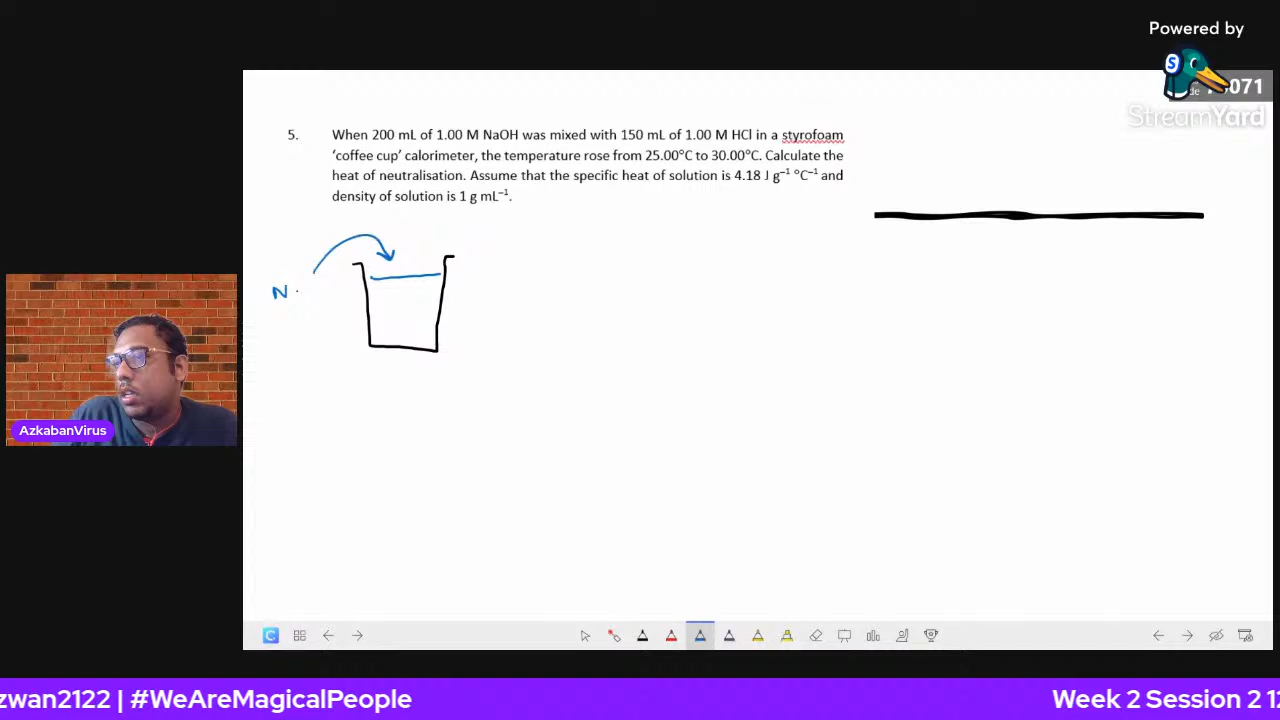 Powered by
S
071
StreamYard
5. When 200 mL of 1.00 M NaOH was mixed with 150 mL of 1.00 M HCl in a styrofoam
‘coffee cup’ calorimeter, the temperature rose from 25.00°C to 30.00°C. Calculate the
heat of neutralisation. Assume that the specific heat of solution is 4.18 J g⁻¹ °C⁻¹ and
density of solution is 1 g mL⁻¹.
N
AzkabanVirus
C
zwan2122 | #WeAreMagicalPeople
Week 2 Session 2 12